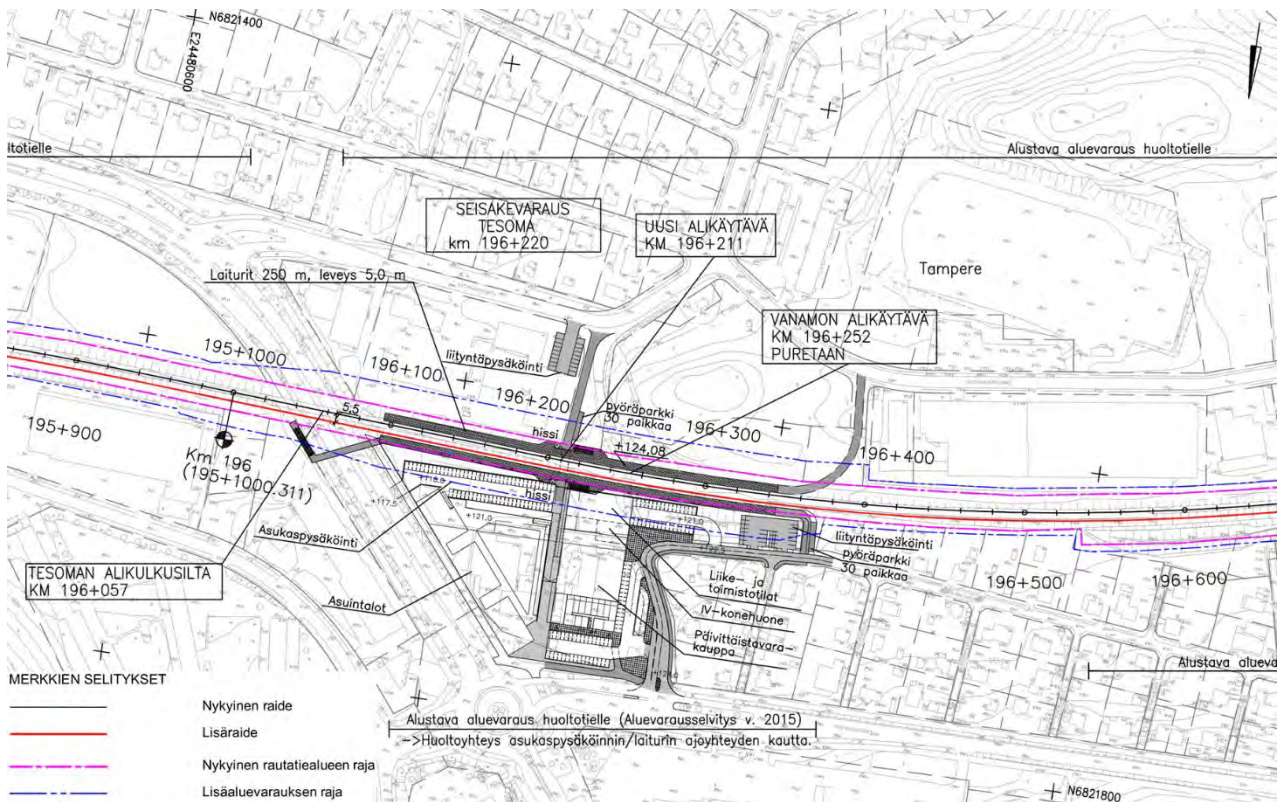 N6821400
E24480600
ltotielle
Alustava aluevaraus huoltotielle
SEISAKEVARAUS
TESOMA
km 196+220
UUSI ALIKÄYTÄVÄ
KM 196+211
Tampere
Laiturit 250 m, leveys 5,0 m
VANAMON ALIKÄYTÄVÄ
KM 196+252
PURETAAN
liityntäpysäköinti
195+1000
196+100
196+200
pyöräparkki
30 paikkaa
196+300
hissi
+124,08
196+400
5,5
195+900
Km 196
(195+1000.311)
+118.0
hissi
+117.5
+121.0
+121.0
Asukaspysäköinti
liityntäpysäköinti
pyöräparkki
30 paikkaa
196+500
196+600
TESOMAN ALIKULKUSILTA
KM 196+057
Asuintalot
Liike- ja
toimistotilat
IV-konehuone
Päivittäistavara-
kauppa
Alustava alueva
MERKKIEN SELITYKSET
Nykyinen raide
Lisäraide
Nykyinen rautatiealueen raja
Lisäaluevarauksen raja
Alustava aluevaraus huoltotielle (Aluevarausselvitys v. 2015)
->Huoltoyhteys asukaspysäköinnin/laiturin ajoyhteyden kautta.
N6821800